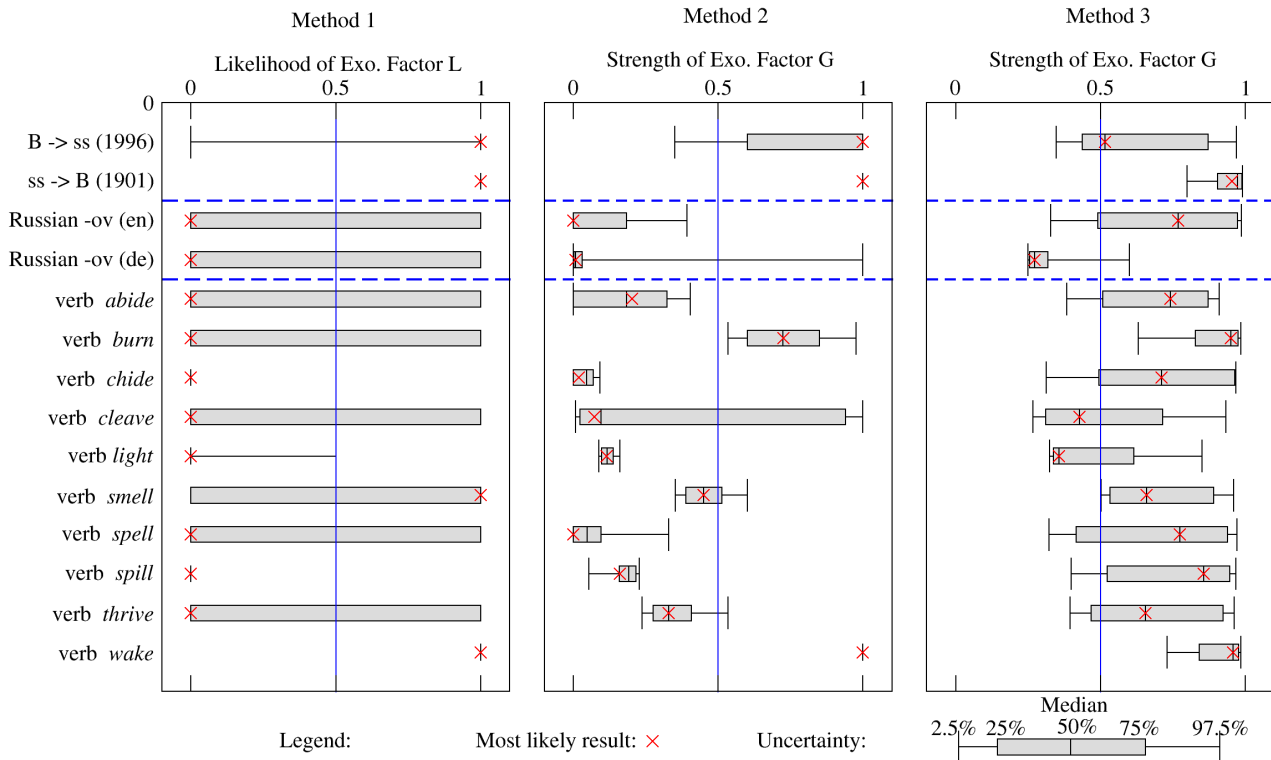 Method 1 Method 2 Method 3
Likelihood of Exo. Factor L Strength of Exo. Factor G Strength of Exo. Factor G
0 0.5 1 0 0.5 1 0 0.5 1
0
B -> ss (1996)
ss -> B (1901)
Russian -ov (en)
Russian -ov (de)
verb abide
verb burn
verb chide
verb cleave
verb light
verb smell
verb spell
verb spill
verb thrive
verb wake
Median
2.5% 25% 50% 75% 97.5%
Legend: Most likely result: Uncertainty: